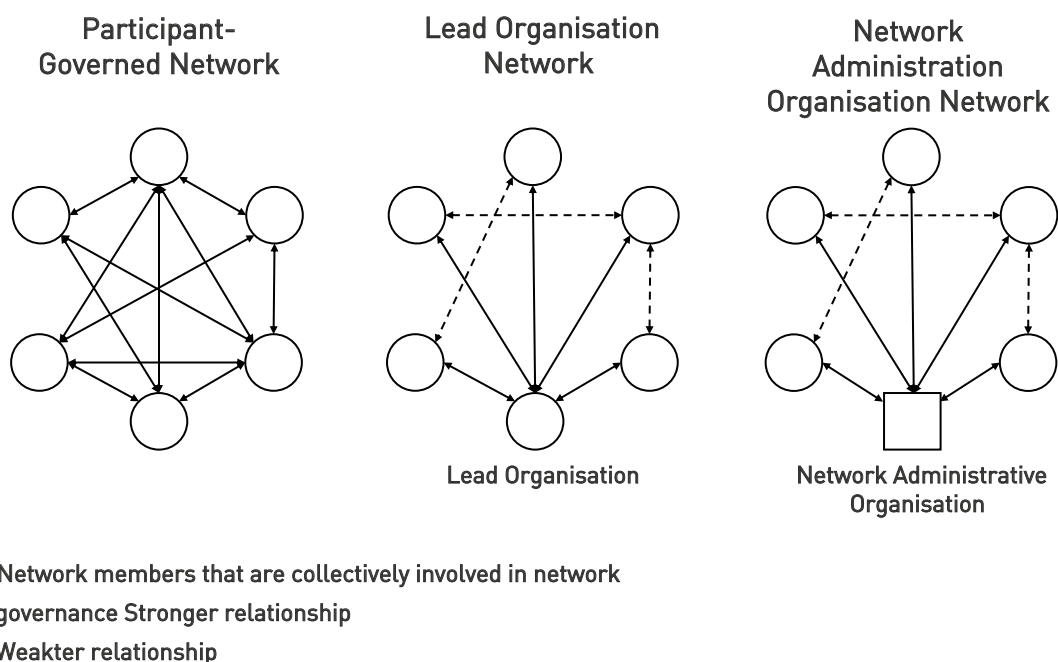 Participant-
Governed Network
Lead Organisation
Network
Network
Administration
Organisation Network
Lead Organisation
Network Administrative
Organisation
Network members that are collectively involved in network
governance Stronger relationship
Weakter relationship